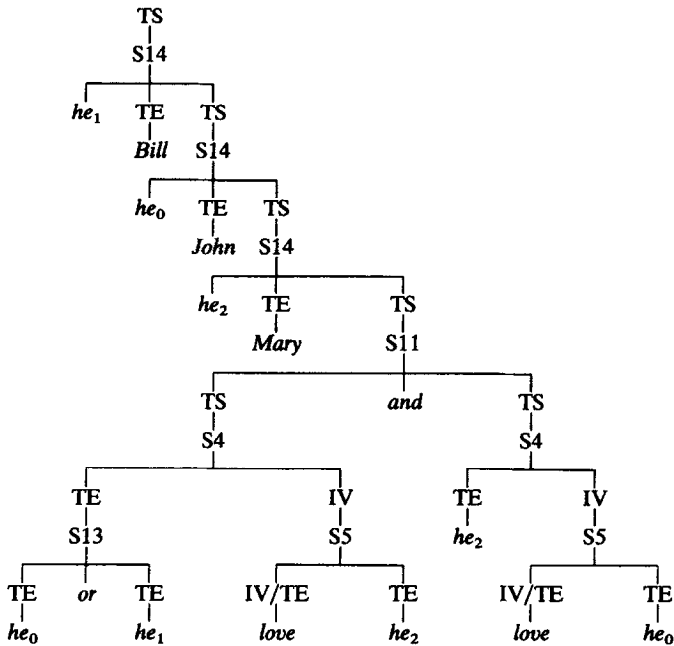 TS
S14
he₁ TE TS
Bill S14
he₀ TE TS
John S14
he₂ TE TS
Mary S11
TS and TS
S4 S4
TE IV TE IV
S13 S5 he₂ S5
TE or TE IV/TE TE IV/TE TE
he₀ he₁ love he₂ love he₀